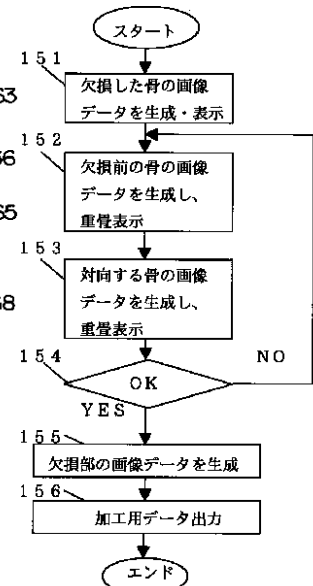 スタート
151
欠損した骨の画像
データを生成・表示
152
欠損前の骨の画像
データを生成し、
重畳表示
153
対向する骨の画像
データを生成し、
重畳表示
154
OK
NO
YES
155
欠損部の画像データを生成
156
加工用データ出力
エンド